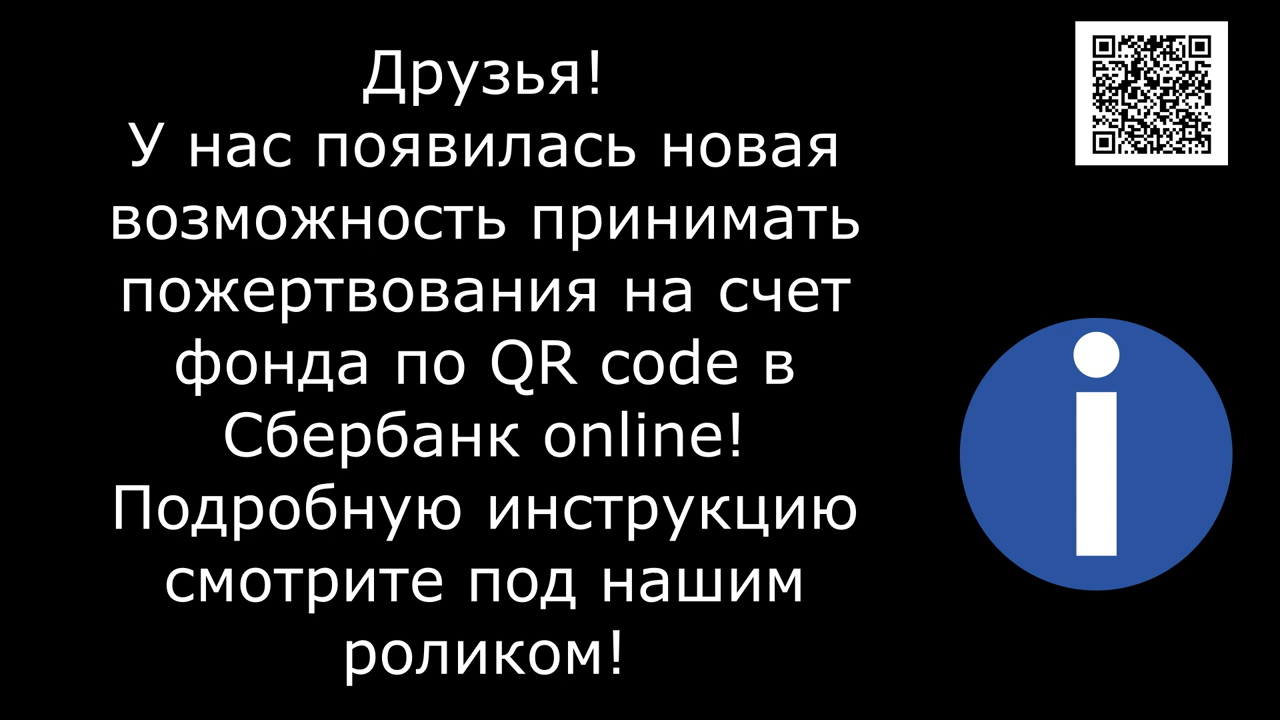 Друзья!
У нас появилась новая
возможность принимать
пожертвования на счет
фонда по QR code в
Сбербанк online!
Подробную инструкцию
смотрите под нашим
роликом!
i